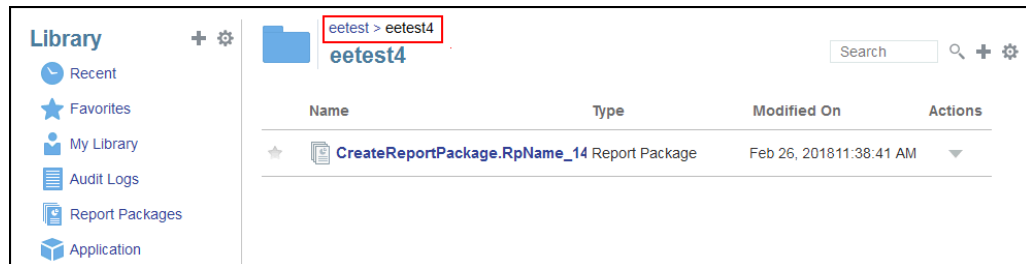 Library
Recent
Favorites
My Library
Audit Logs
Report Packages
Application
eetest > eetest4
eetest4
Search
Name Type Modified On Actions
CreateReportPackage.RpName_14 Report Package Feb 26, 201811:38:41 AM